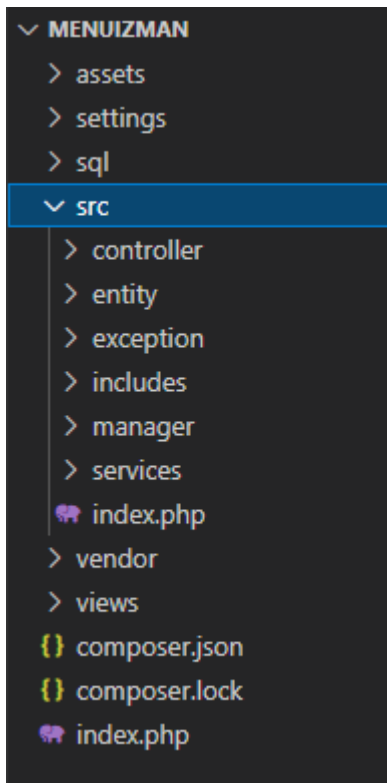 MENUIZMAN
assets
settings
sql
src
controller
entity
exception
includes
manager
services
index.php
vendor
views
{} composer.json
{} composer.lock
index.php